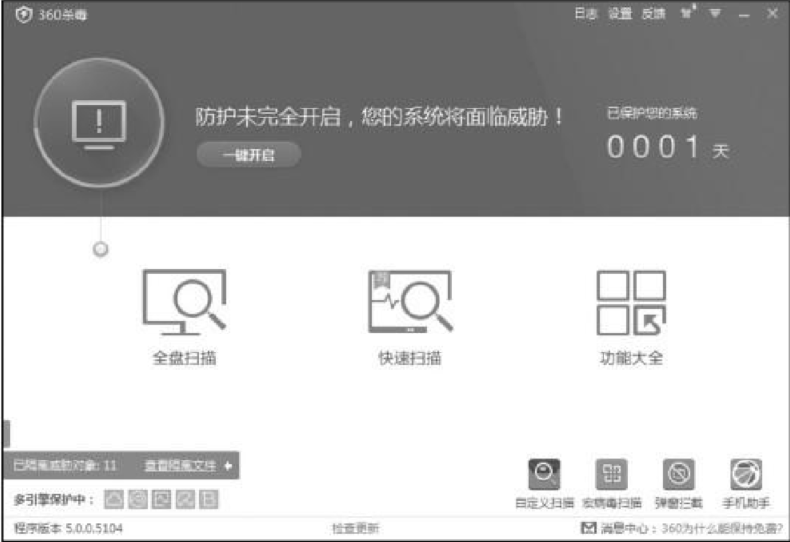 360杀毒
日志 设置 反馈
防护未完全开启，您的系统将面临威胁！
一键开启
已保护您的系统
0001 天
全盘扫描
快速扫描
功能大全
已隔离威胁对象: 11 查看隔离文件
多引擎保护中：
自定义扫描 宏病毒扫描 弹窗拦截 手机助手
程序版本 5.0.0.5104
检查更新
消息中心：360为什么能保持免费?